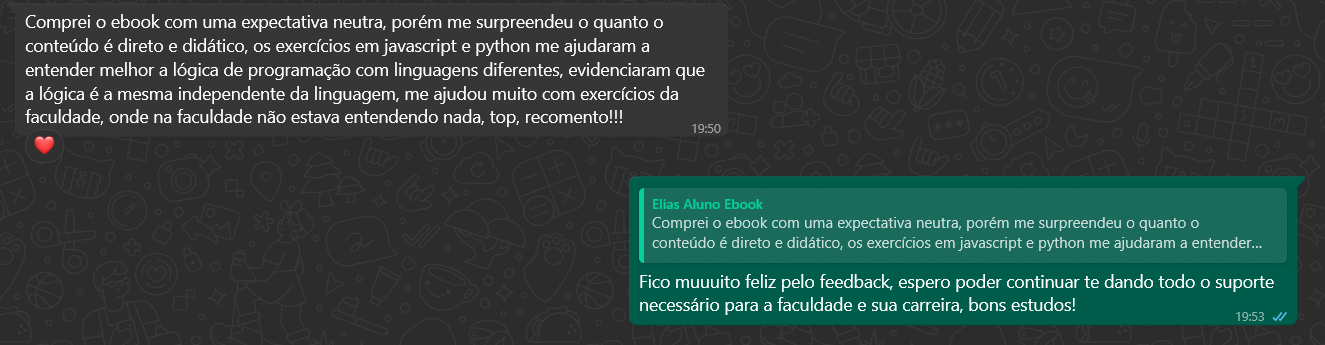 Comprei o ebook com uma expectativa neutra, porém me surpreendeu o quanto o
conteúdo é direto e didático, os exercícios em javascript e python me ajudaram a
entender melhor a lógica de programação com linguagens diferentes, evidenciaram que
a lógica é a mesma independente da linguagem, me ajudou muito com exercícios da
faculdade, onde na faculdade não estava entendendo nada, top, recomento!!!
19:50
Elias Aluno Ebook
Comprei o ebook com uma expectativa neutra, porém me surpreendeu o quanto o
conteúdo é direto e didático, os exercícios em javascript e python me ajudaram a entender...
Fico muuuito feliz pelo feedback, espero poder continuar te dando todo o suporte
necessário para a faculdade e sua carreira, bons estudos!
19:53